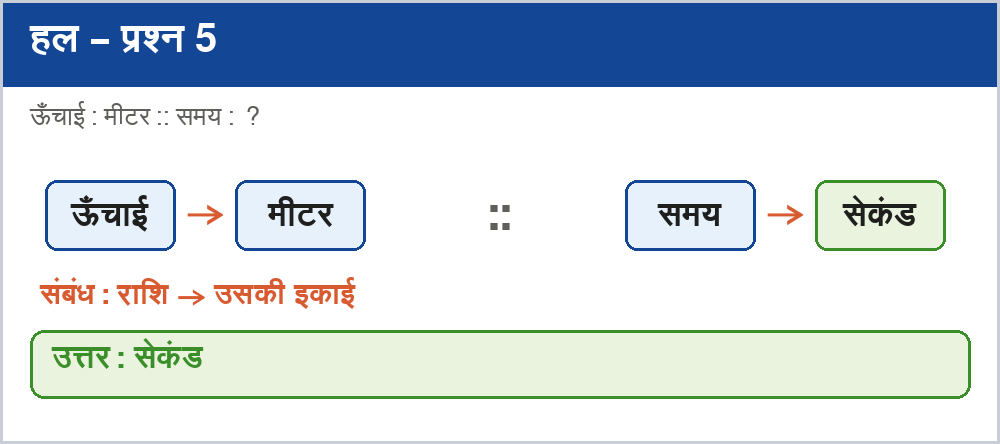 हल – प्रश्न 5
ऊँचाई : मीटर :: समय : ?
ऊँचाई → मीटर :: समय → सेकंड
संबंध : राशि → उसकी इकाई
उत्तर : सेकंड